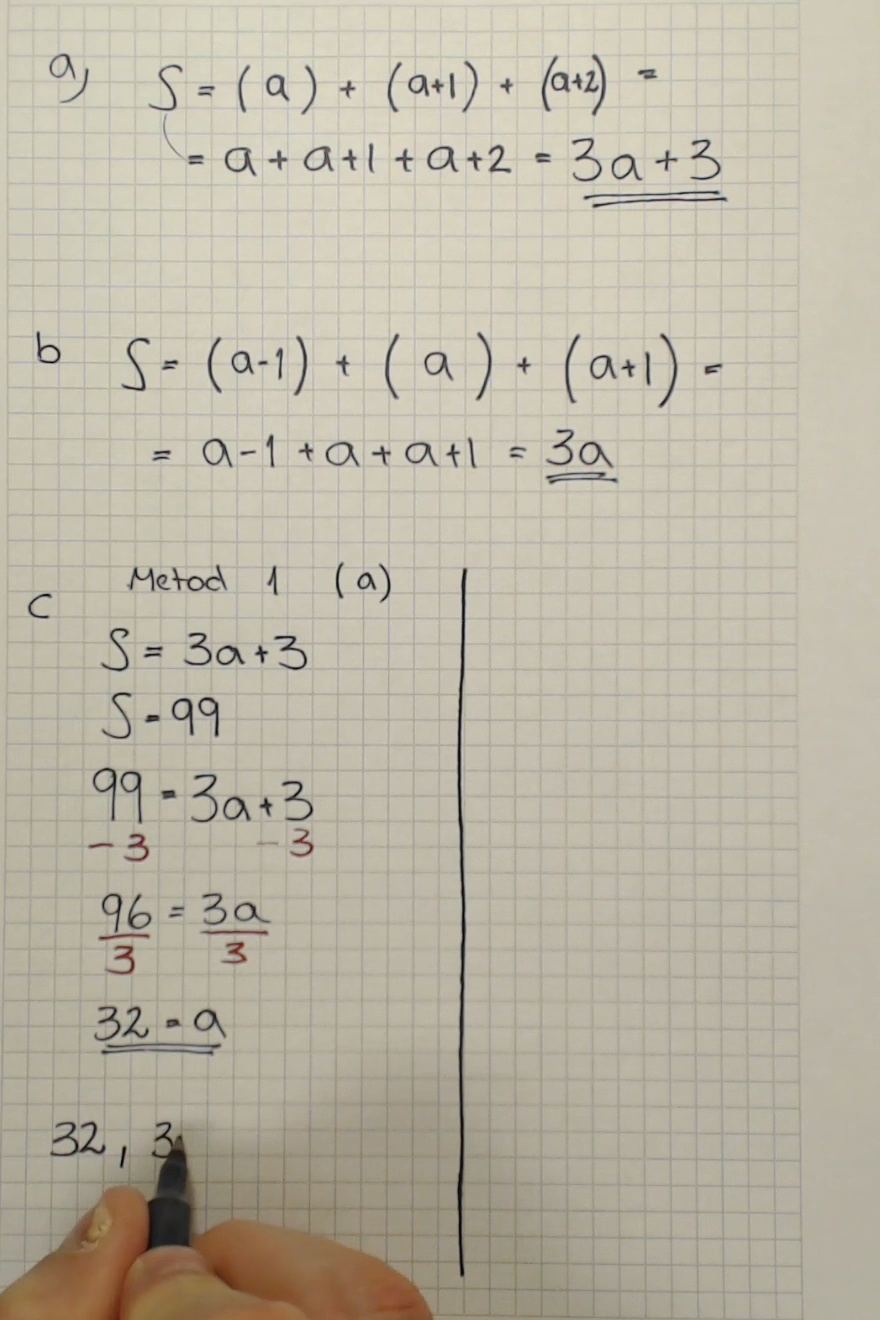 a) S = (a) + (a+1) + (a+2) =
= a + a+1 + a+2 = 3a+3
b S = (a-1) + (a) + (a+1) =
= a-1 + a + a+1 = 3a
c Metod 1 (a)
S = 3a+3
S = 99
99 = 3a+3
-3 -3
96 = 3a
3 3
32 = a
32, 3